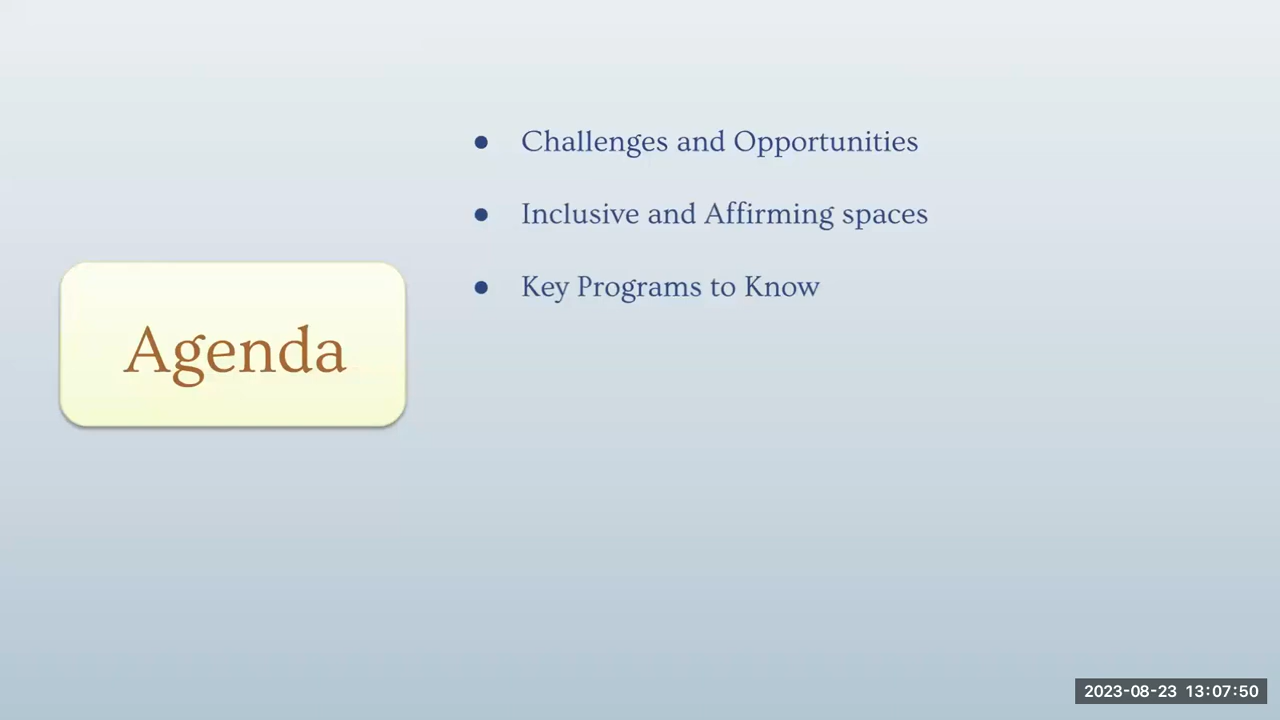 Agenda
● Challenges and Opportunities
● Inclusive and Affirming spaces
● Key Programs to Know
2023-08-23 13:07:50